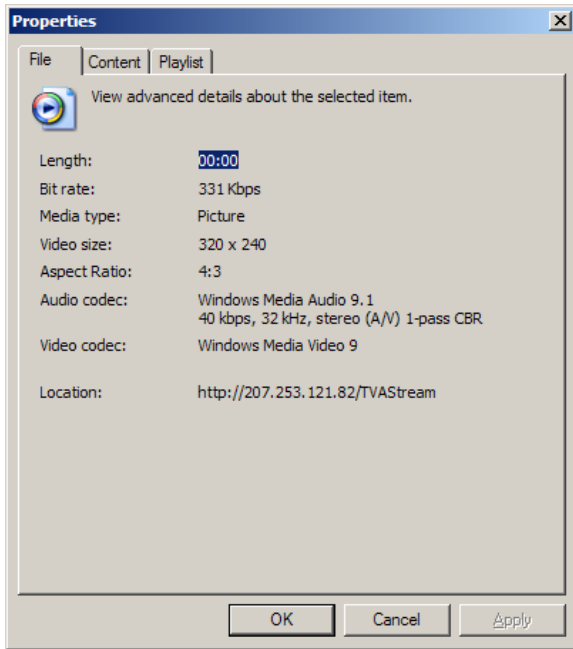 Properties
File Content Playlist
View advanced details about the selected item.
Length: 00:00
Bit rate: 331 Kbps
Media type: Picture
Video size: 320 x 240
Aspect Ratio: 4:3
Audio codec: Windows Media Audio 9.1
40 kbps, 32 kHz, stereo (A/V) 1-pass CBR
Video codec: Windows Media Video 9
Location: http://207.253.121.82/TVAStream
OK Cancel Apply